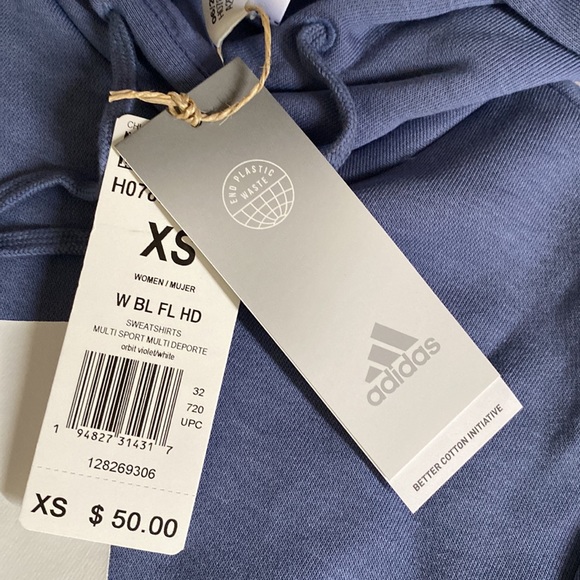 H070
XS
WOMEN / MUJER
W BL FL HD
SWEATSHIRTS
MULTI SPORT MULTI DEPORTE
orbit violet/white
32
720
UPC
1 94827 31431 7
128269306
XS $ 50.00
END PLASTIC
WASTE
adidas
BETTER COTTON INITIATIVE